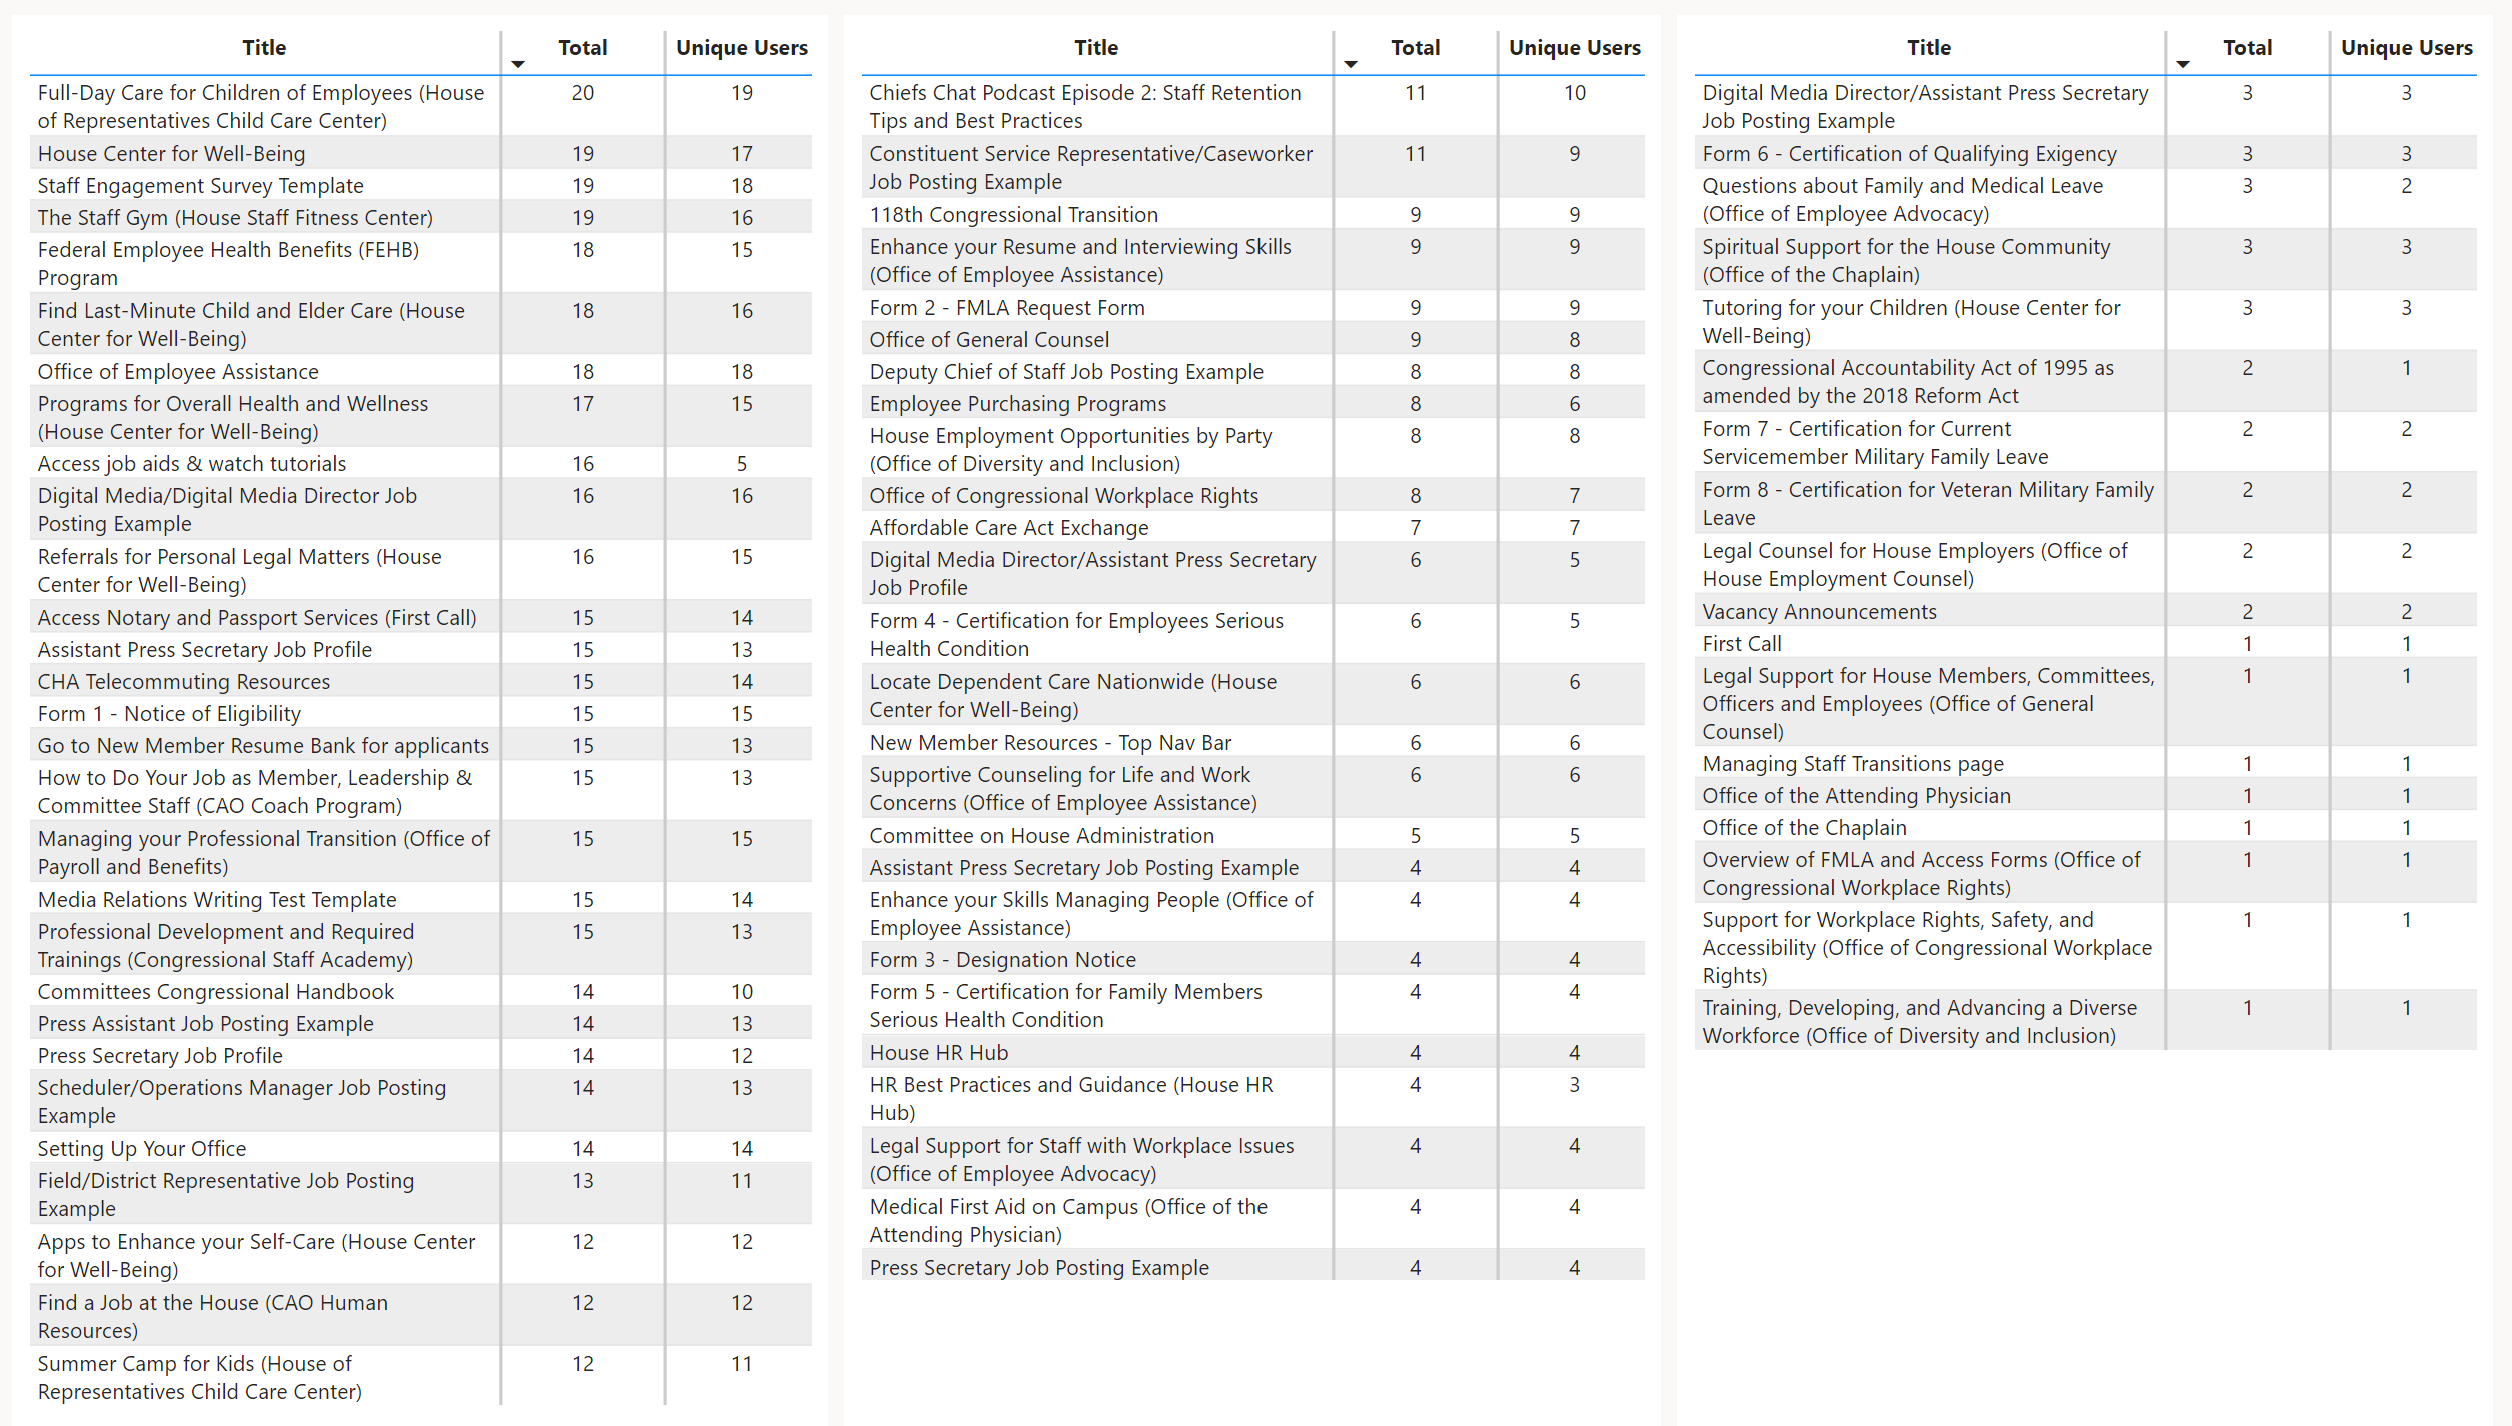 Title Total Unique Users
Full-Day Care for Children of Employees (House 20 19
of Representatives Child Care Center)
House Center for Well-Being 19 17
Staff Engagement Survey Template 19 18
The Staff Gym (House Staff Fitness Center) 19 16
Federal Employee Health Benefits (FEHB) 18 15
Program
Find Last-Minute Child and Elder Care (House 18 16
Center for Well-Being)
Office of Employee Assistance 18 18
Programs for Overall Health and Wellness 17 15
(House Center for Well-Being)
Access job aids & watch tutorials 16 5
Digital Media/Digital Media Director Job 16 16
Posting Example
Referrals for Personal Legal Matters (House 16 15
Center for Well-Being)
Access Notary and Passport Services (First Call) 15 14
Assistant Press Secretary Job Profile 15 13
CHA Telecommuting Resources 15 14
Form 1 - Notice of Eligibility 15 15
Go to New Member Resume Bank for applicants 15 13
How to Do Your Job as Member, Leadership & 15 13
Committee Staff (CAO Coach Program)
Managing your Professional Transition (Office of 15 15
Payroll and Benefits)
Media Relations Writing Test Template 15 14
Professional Development and Required 15 13
Trainings (Congressional Staff Academy)
Committees Congressional Handbook 14 10
Press Assistant Job Posting Example 14 13
Press Secretary Job Profile 14 12
Scheduler/Operations Manager Job Posting 14 13
Example
Setting Up Your Office 14 14
Field/District Representative Job Posting 13 11
Example
Apps to Enhance your Self-Care (House Center 12 12
for Well-Being)
Find a Job at the House (CAO Human 12 12
Resources)
Summer Camp for Kids (House of 12 11
Representatives Child Care Center)
Title Total Unique Users
Chiefs Chat Podcast Episode 2: Staff Retention 11 10
Tips and Best Practices
Constituent Service Representative/Caseworker 11 9
Job Posting Example
118th Congressional Transition 9 9
Enhance your Resume and Interviewing Skills 9 9
(Office of Employee Assistance)
Form 2 - FMLA Request Form 9 9
Office of General Counsel 9 8
Deputy Chief of Staff Job Posting Example 8 8
Employee Purchasing Programs 8 6
House Employment Opportunities by Party 8 8
(Office of Diversity and Inclusion)
Office of Congressional Workplace Rights 8 7
Affordable Care Act Exchange 7 7
Digital Media Director/Assistant Press Secretary 6 5
Job Profile
Form 4 - Certification for Employees Serious 6 5
Health Condition
Locate Dependent Care Nationwide (House 6 6
Center for Well-Being)
New Member Resources - Top Nav Bar 6 6
Supportive Counseling for Life and Work 6 6
Concerns (Office of Employee Assistance)
Committee on House Administration 5 5
Assistant Press Secretary Job Posting Example 4 4
Enhance your Skills Managing People (Office of 4 4
Employee Assistance)
Form 3 - Designation Notice 4 4
Form 5 - Certification for Family Members 4 4
Serious Health Condition
House HR Hub 4 4
HR Best Practices and Guidance (House HR 4 3
Hub)
Legal Support for Staff with Workplace Issues 4 4
(Office of Employee Advocacy)
Medical First Aid on Campus (Office of the 4 4
Attending Physician)
Press Secretary Job Posting Example 4 4
Title Total Unique Users
Digital Media Director/Assistant Press Secretary 3 3
Job Posting Example
Form 6 - Certification of Qualifying Exigency 3 3
Questions about Family and Medical Leave 3 2
(Office of Employee Advocacy)
Spiritual Support for the House Community 3 3
(Office of the Chaplain)
Tutoring for your Children (House Center for 3 3
Well-Being)
Congressional Accountability Act of 1995 as 2 1
amended by the 2018 Reform Act
Form 7 - Certification for Current 2 2
Servicemember Military Family Leave
Form 8 - Certification for Veteran Military Family 2 2
Leave
Legal Counsel for House Employers (Office of 2 2
House Employment Counsel)
Vacancy Announcements 2 2
First Call 1 1
Legal Support for House Members, Committees, 1 1
Officers and Employees (Office of General
Counsel)
Managing Staff Transitions page 1 1
Office of the Attending Physician 1 1
Office of the Chaplain 1 1
Overview of FMLA and Access Forms (Office of 1 1
Congressional Workplace Rights)
Support for Workplace Rights, Safety, and 1 1
Accessibility (Office of Congressional Workplace
Rights)
Training, Developing, and Advancing a Diverse 1 1
Workforce (Office of Diversity and Inclusion)